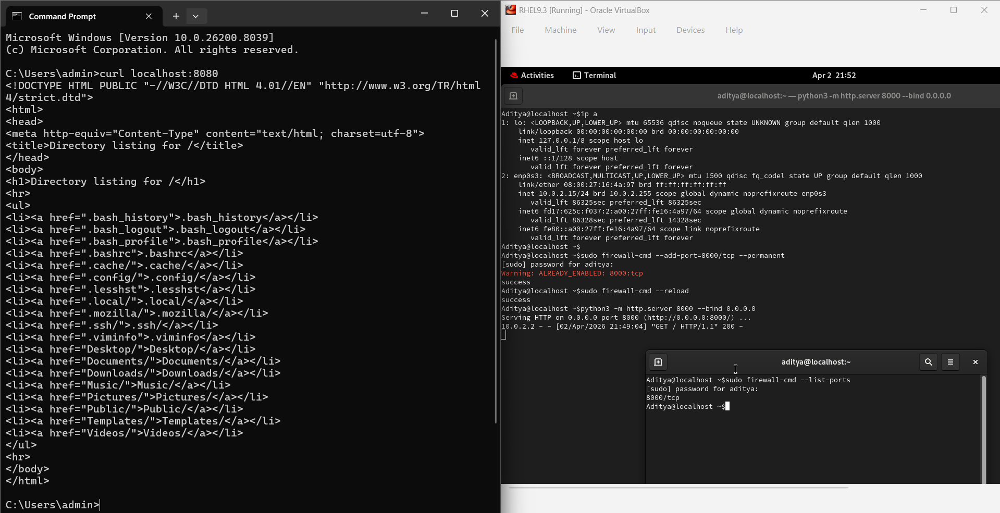 Command Prompt
Microsoft Windows [Version 10.0.26200.8039]
(c) Microsoft Corporation. All rights reserved.
C:\Users\admin>curl localhost:8080
<!DOCTYPE HTML PUBLIC "-//W3C//DTD HTML 4.01//EN" "http://www.w3.org/TR/html
4/strict.dtd">
<html>
<head>
<meta http-equiv="Content-Type" content="text/html; charset=utf-8">
<title>Directory listing for /</title>
</head>
<body>
<h1>Directory listing for /</h1>
<hr>
<ul>
<li><a href=".bash_history">.bash_history</a></li>
<li><a href=".bash_logout">.bash_logout</a></li>
<li><a href=".bash_profile">.bash_profile</a></li>
<li><a href=".bashrc">.bashrc</a></li>
<li><a href=".cache/">.cache/</a></li>
<li><a href=".config/">.config/</a></li>
<li><a href=".lesshst">.lesshst</a></li>
<li><a href=".local/">.local/</a></li>
<li><a href=".mozilla/">.mozilla/</a></li>
<li><a href=".ssh/">.ssh/</a></li>
<li><a href=".viminfo">.viminfo</a></li>
<li><a href="Desktop/">Desktop/</a></li>
<li><a href="Documents/">Documents/</a></li>
<li><a href="Downloads/">Downloads/</a></li>
<li><a href="Music/">Music/</a></li>
<li><a href="Pictures/">Pictures/</a></li>
<li><a href="Public/">Public/</a></li>
<li><a href="Templates/">Templates/</a></li>
<li><a href="Videos/">Videos/</a></li>
</ul>
<hr>
</body>
</html>
C:\Users\admin>
RHEL9.3 [Running] - Oracle VirtualBox
File Machine View Input Devices Help
Activities Terminal Apr 2 21:52
aditya@localhost:~ — python3 -m http.server 8000 --bind 0.0.0.0
Aditya@localhost ~$ip a
1: lo: <LOOPBACK,UP,LOWER_UP> mtu 65536 qdisc noqueue state UNKNOWN group default qlen 1000
link/loopback 00:00:00:00:00:00 brd 00:00:00:00:00:00
inet 127.0.0.1/8 scope host lo
valid_lft forever preferred_lft forever
inet6 ::1/128 scope host
valid_lft forever preferred_lft forever
2: enp0s3: <BROADCAST,MULTICAST,UP,LOWER_UP> mtu 1500 qdisc fq_codel state UP group default qlen 1000
link/ether 08:00:27:16:4a:97 brd ff:ff:ff:ff:ff:ff
inet 10.0.2.15/24 brd 10.0.2.255 scope global dynamic noprefixroute enp0s3
valid_lft 86325sec preferred_lft 86325sec
inet6 fd17:625c:f037:2:a00:27ff:fe16:4a97/64 scope global dynamic noprefixroute
valid_lft 86328sec preferred_lft 14328sec
inet6 fe80::a00:27ff:fe16:4a97/64 scope link noprefixroute
valid_lft forever preferred_lft forever
Aditya@localhost ~$
Aditya@localhost ~$sudo firewall-cmd --add-port=8000/tcp --permanent
[sudo] password for aditya:
Warning: ALREADY_ENABLED: 8000:tcp
success
Aditya@localhost ~$sudo firewall-cmd --reload
success
Aditya@localhost ~$python3 -m http.server 8000 --bind 0.0.0.0
Serving HTTP on 0.0.0.0 port 8000 (http://0.0.0.0:8000/) ...
10.0.2.2 - - [02/Apr/2026 21:49:04] "GET / HTTP/1.1" 200 -
aditya@localhost:~
Aditya@localhost ~$sudo firewall-cmd --list-ports
[sudo] password for aditya:
8000/tcp
Aditya@localhost ~$